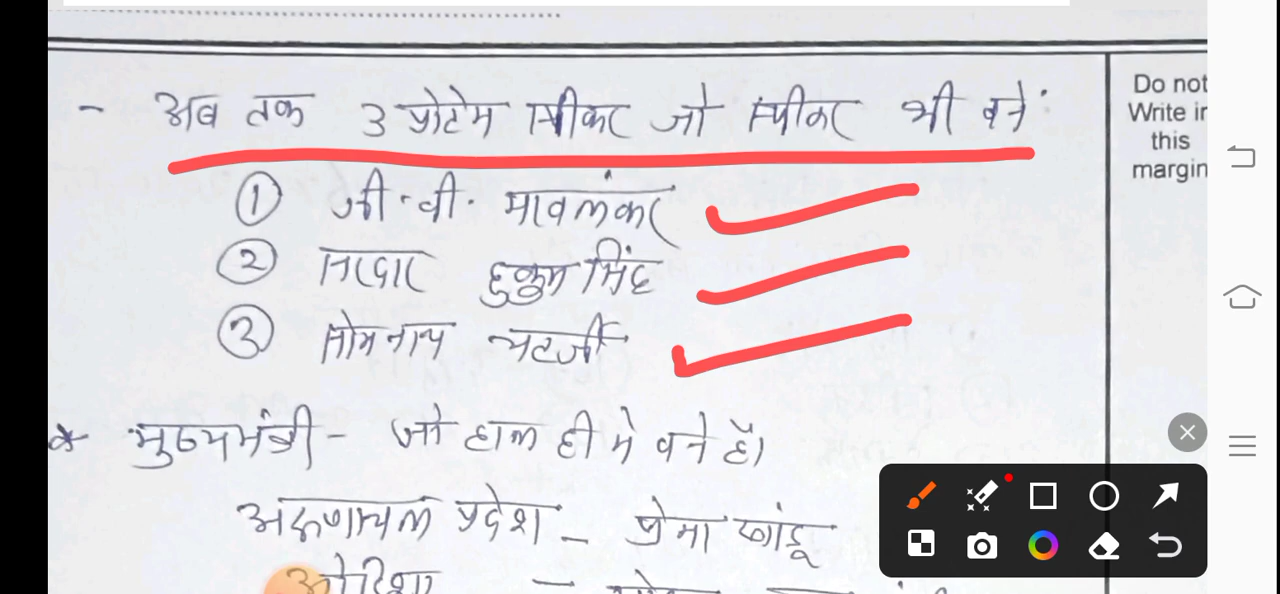 - अब तक 3 प्रोटेम स्पीकर जो स्पीकर भी बने:
① जी.वी. मावलंकर
② सरदार हुकुम सिंह
③ सोमनाथ चटर्जी
* मुख्यमंत्री - जो हाल ही मे बने हैं।
अरूणाचल प्रदेश - प्रेमा खांडू
ओडिशा -
Do not
Write in
this
margin